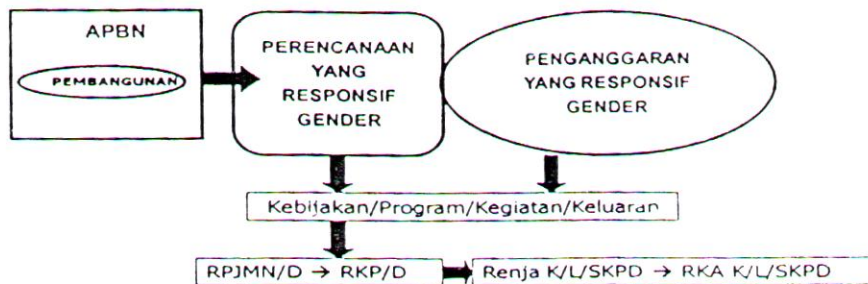 APBN
PEMBANGUNAN
PERENCANAAN
YANG
RESPONSIF
GENDER
PENGANGGARAN
YANG RESPONSIF
GENDER
Kebijakan/Program/Kegiatan/Keluaran
RPJMN/D → RKP/D
Renja K/L/SKPD → RKA K/L/SKPD